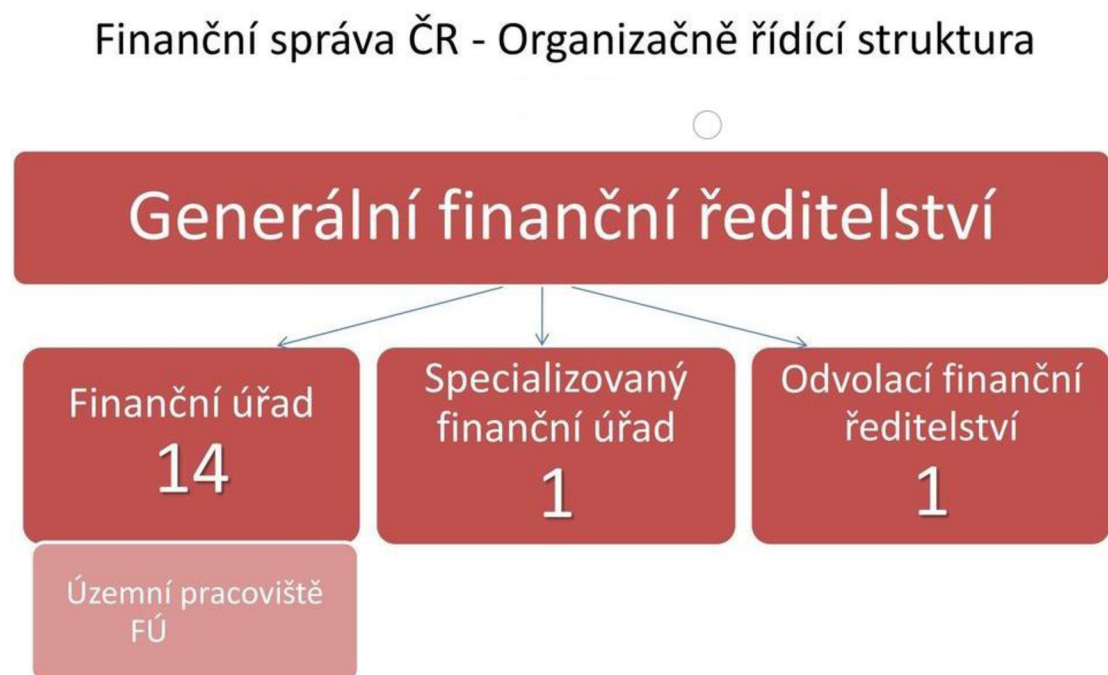 Finanční správa ČR - Organizačně řídící struktura
Generální finanční ředitelství
Finanční úřad
14
Specializovaný
finanční úřad
1
Odvolací finanční
ředitelství
1
Územní pracoviště
FÚ